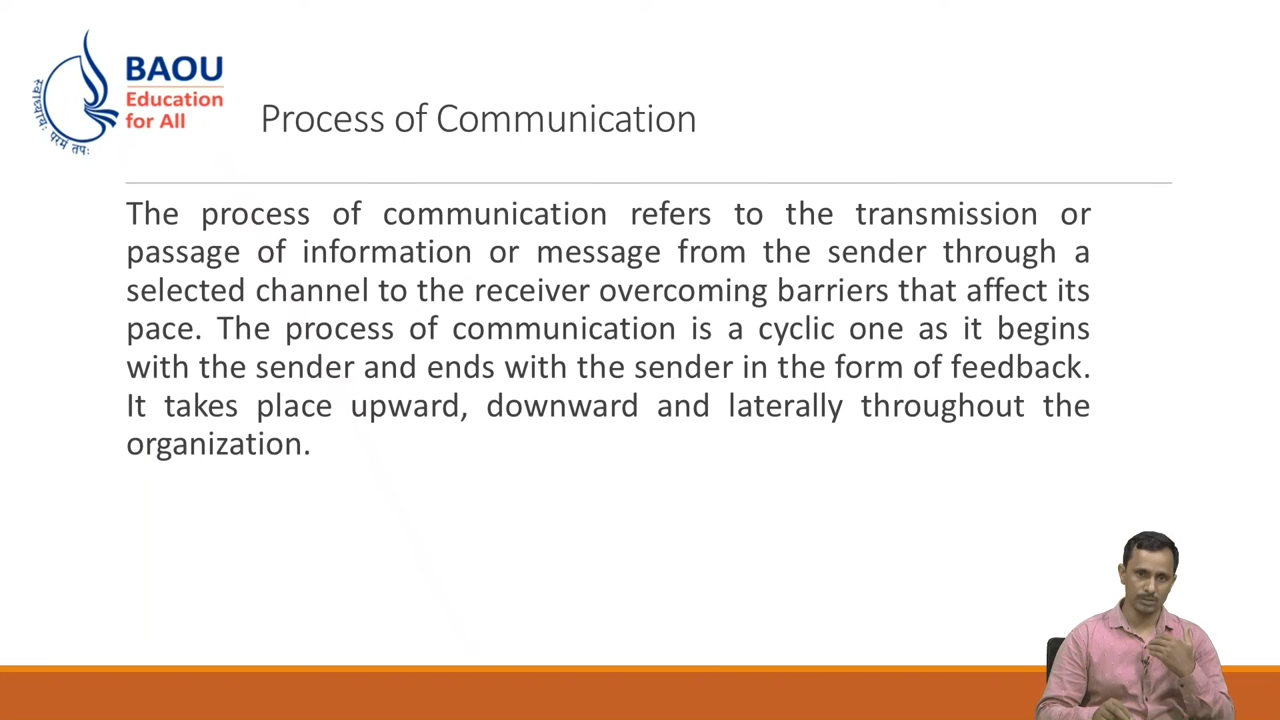 BAOU
Education
for All
स्वाध्यायः परमं तपः
Process of Communication
The process of communication refers to the transmission or
passage of information or message from the sender through a
selected channel to the receiver overcoming barriers that affect its
pace. The process of communication is a cyclic one as it begins
with the sender and ends with the sender in the form of feedback.
It takes place upward, downward and laterally throughout the
organization.